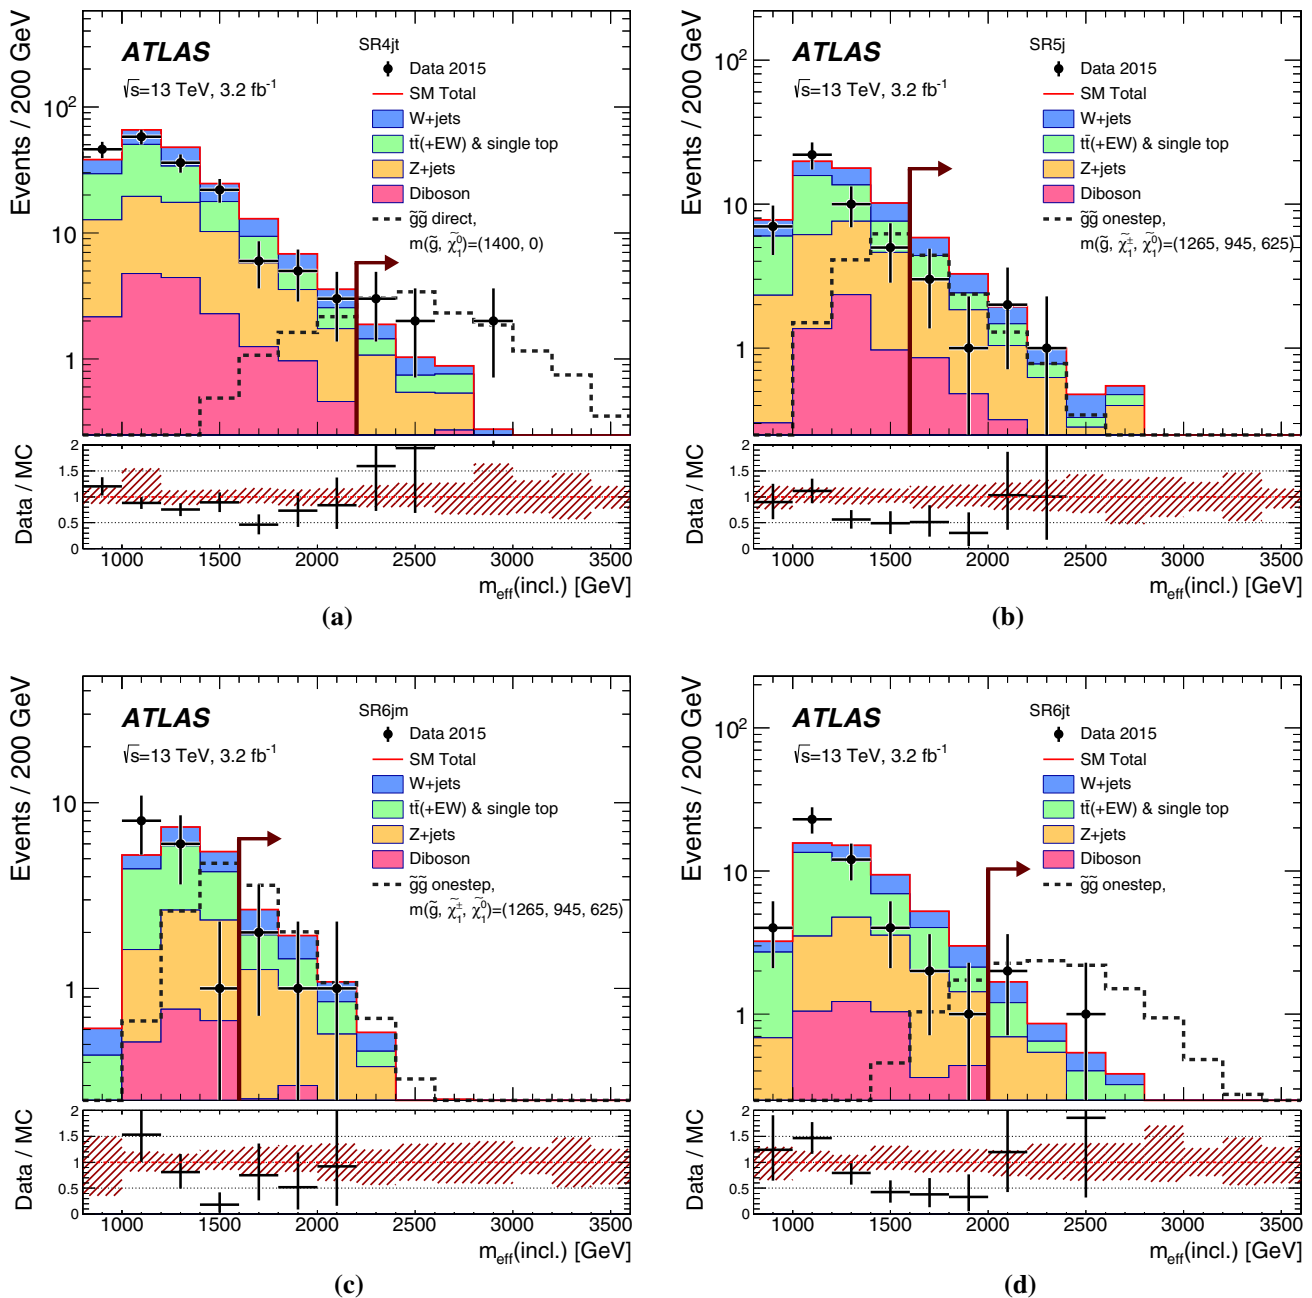 ATLAS
√s=13 TeV, 3.2 fb⁻¹
SR4jt
Data 2015
SM Total
W+jets
tt̄(+EW) & single top
Z+jets
Diboson
g̃g̃ direct,
m(g̃, χ̃₁⁰)=(1400, 0)
Events / 200 GeV
10²
10
1
Data / MC
2
1.5
1
0.5
0
1000 1500 2000 2500 3000 3500
m_eff(incl.) [GeV]
(a)
ATLAS
√s=13 TeV, 3.2 fb⁻¹
SR5j
Data 2015
SM Total
W+jets
tt̄(+EW) & single top
Z+jets
Diboson
g̃g̃ onestep,
m(g̃, χ̃₁±, χ̃₁⁰)=(1265, 945, 625)
Events / 200 GeV
10²
10
1
Data / MC
2
1.5
1
0.5
0
1000 1500 2000 2500 3000 3500
m_eff(incl.) [GeV]
(b)
ATLAS
√s=13 TeV, 3.2 fb⁻¹
SR6jm
Data 2015
SM Total
W+jets
tt̄(+EW) & single top
Z+jets
Diboson
g̃g̃ onestep,
m(g̃, χ̃₁±, χ̃₁⁰)=(1265, 945, 625)
Events / 200 GeV
10
1
Data / MC
2
1.5
1
0.5
0
1000 1500 2000 2500 3000 3500
m_eff(incl.) [GeV]
(c)
ATLAS
√s=13 TeV, 3.2 fb⁻¹
SR6jt
Data 2015
SM Total
W+jets
tt̄(+EW) & single top
Z+jets
Diboson
g̃g̃ onestep,
Events / 200 GeV
10²
10
1
Data / MC
2
1.5
1
0.5
0
1000 1500 2000 2500 3000 3500
m_eff(incl.) [GeV]
(d)